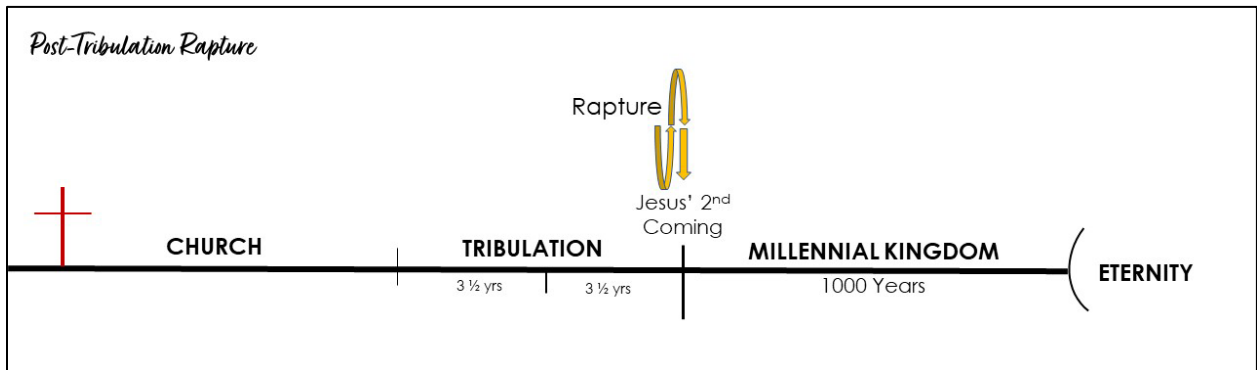 Post-Tribulation Rapture
Rapture
Jesus’ 2nd
Coming
CHURCH
TRIBULATION
MILLENNIAL KINGDOM
ETERNITY
3 ½ yrs
3 ½ yrs
1000 Years